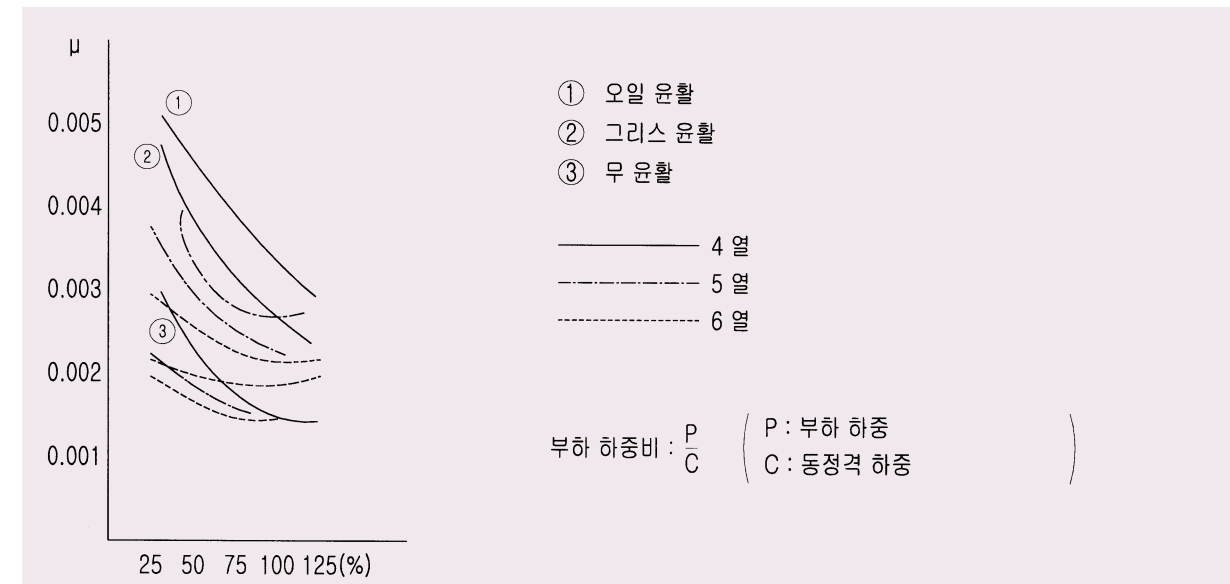 μ
0.005
0.004
0.003
0.002
0.001
25 50 75 100 125(%)
①
②
③
① 오일 윤활
② 그리스 윤활
③ 무 윤활
4 열
5 열
6 열
부하 하중비 : P/C
P : 부하 하중
C : 동정격 하중